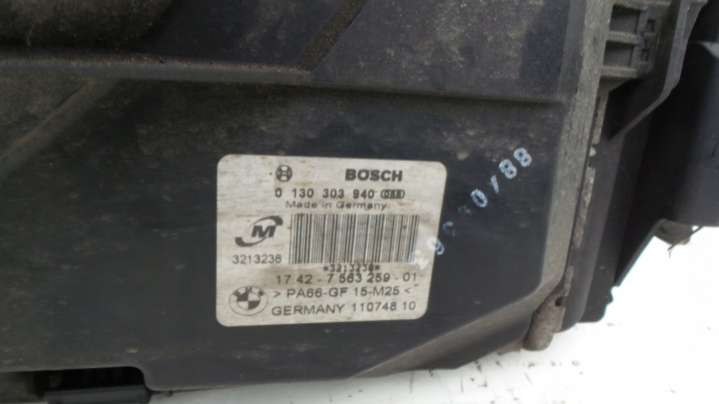 BOSCH
0 130 303 940
Made in Germany
M
3213238
*3213238*
17 42 - 7 563 259 - 01
> PA66-GF 15-M25 <
GERMANY 110748 10